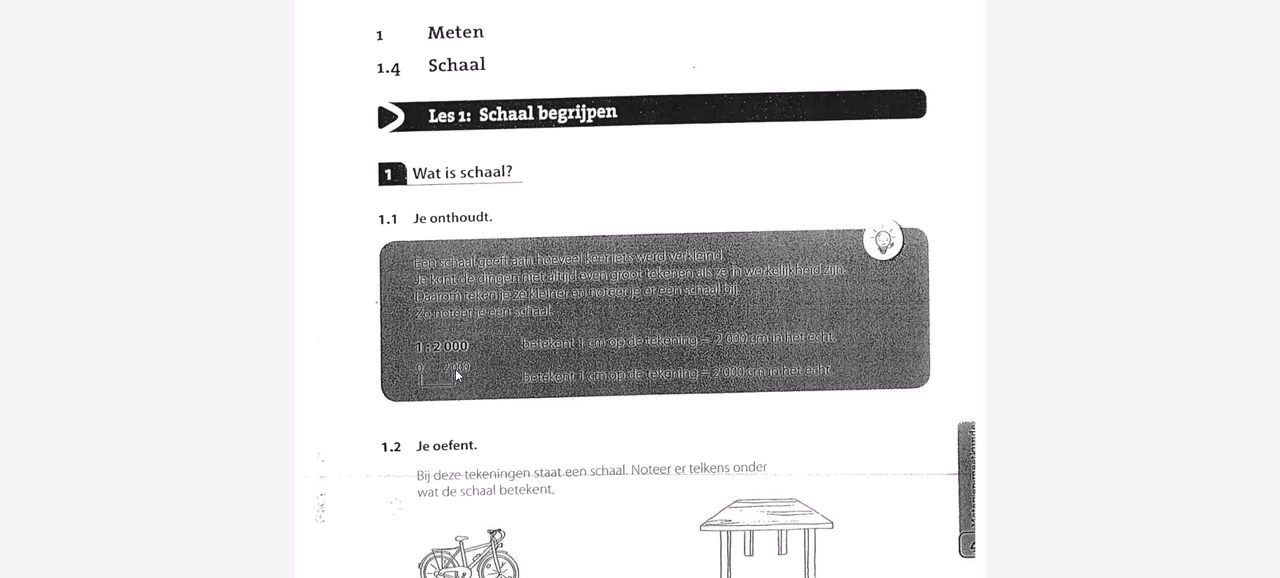 1 Meten
1.4 Schaal
Les 1: Schaal begrijpen
1 Wat is schaal?
1.1 Je onthoudt.
Een schaal geeft aan hoeveel keer iets werd verkleind.
Je kunt de dingen niet altijd even groot tekenen als ze in werkelijkheid zijn.
Daarom teken je ze kleiner en noteer je er een schaal bij.
Zo noteer je een schaal.
1 : 2 000 betekent 1 cm op de tekening = 2 000 cm in het echt.
0 2 000
betekent 1 cm op de tekening = 2 000 cm in het echt.
1.2 Je oefent.
Bij deze tekeningen staat een schaal. Noteer er telkens onder
wat de schaal betekent.